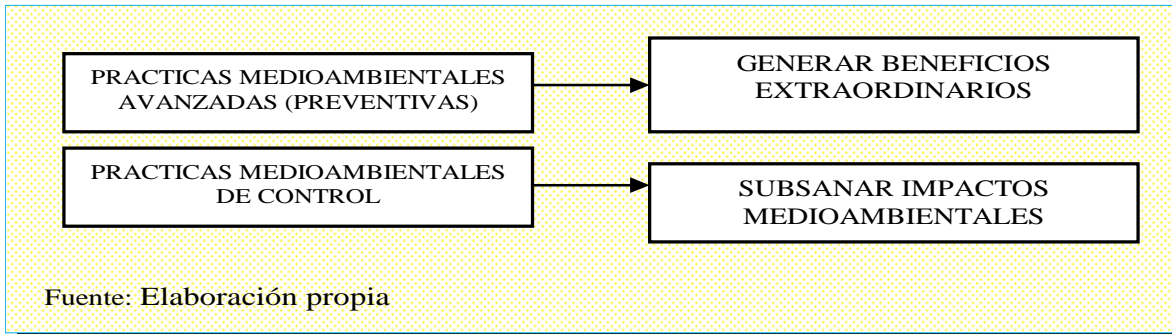 PRACTICAS MEDIOAMBIENTALES
AVANZADAS (PREVENTIVAS)
GENERAR BENEFICIOS
EXTRAORDINARIOS
PRACTICAS MEDIOAMBIENTALES
DE CONTROL
SUBSANAR IMPACTOS
MEDIOAMBIENTALES
Fuente: Elaboración propia